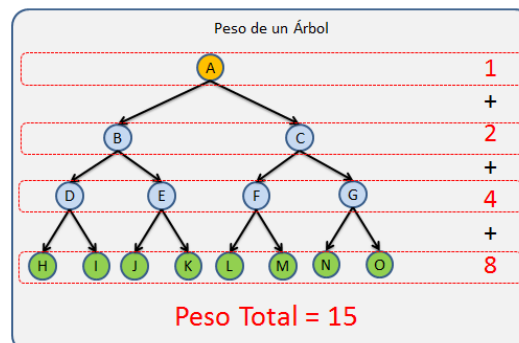 Peso de un Árbol
A 1
+
B C 2
+
D E F G 4
+
H I J K L M N O 8
Peso Total = 15